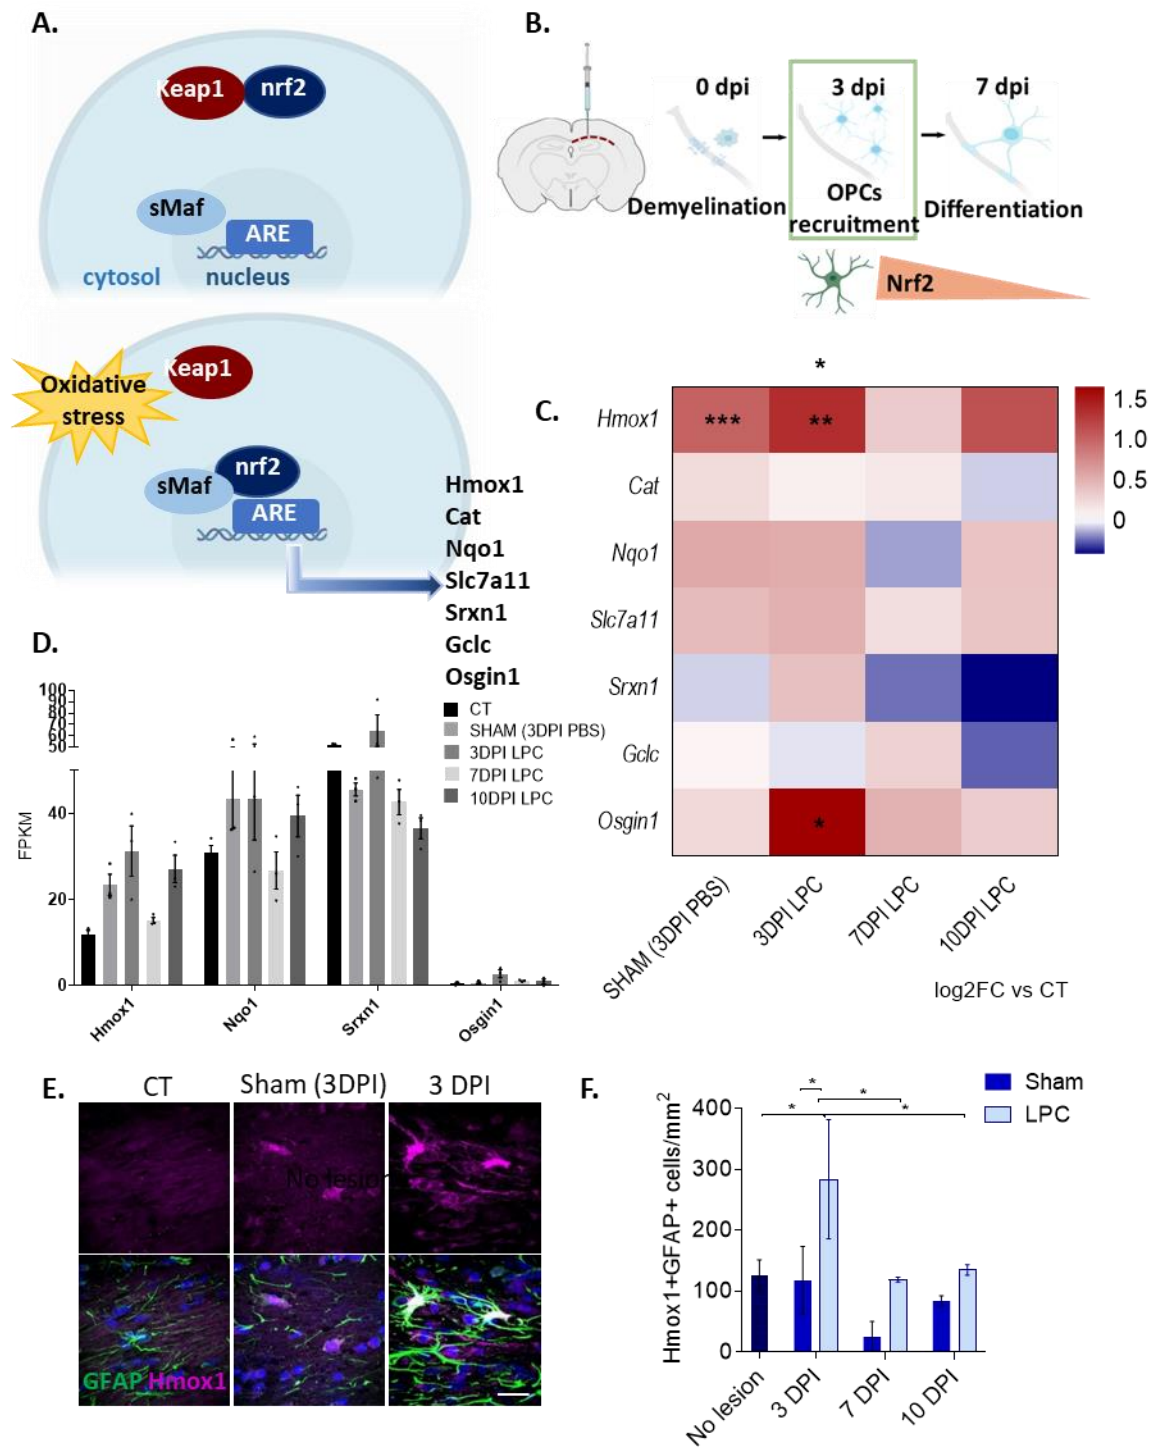 A.
Keap1
nrf2
sMaf
ARE
cytosol
nucleus
Oxidative
stress
Keap1
nrf2
sMaf
ARE
Hmox1
Cat
Nqo1
Slc7a11
Srxn1
Gclc
Osgin1
B.
0 dpi
3 dpi
7 dpi
Demyelination
OPCs
recruitment
Differentiation
Nrf2
C.
*
Hmox1
*** **
Cat
Nqo1
Slc7a11
Srxn1
Gclc
Osgin1
*
1.5
1.0
0.5
0
SHAM (3DPI PBS)
3DPI LPC
7DPI LPC
10DPI LPC
log2FC vs CT
D.
100
90
80
70
60
50
40
20
0
FPKM
Hmox1
Nqo1
Srxn1
Osgin1
CT
SHAM (3DPI PBS)
3DPI LPC
7DPI LPC
10DPI LPC
E.
CT
Sham (3DPI)
3 DPI
No lesion
GFAP Hmox1
F.
Sham
LPC
*
*
*
*
400
300
200
100
0
Hmox1+GFAP+ cells/mm2
No lesion
3 DPI
7 DPI
10 DPI